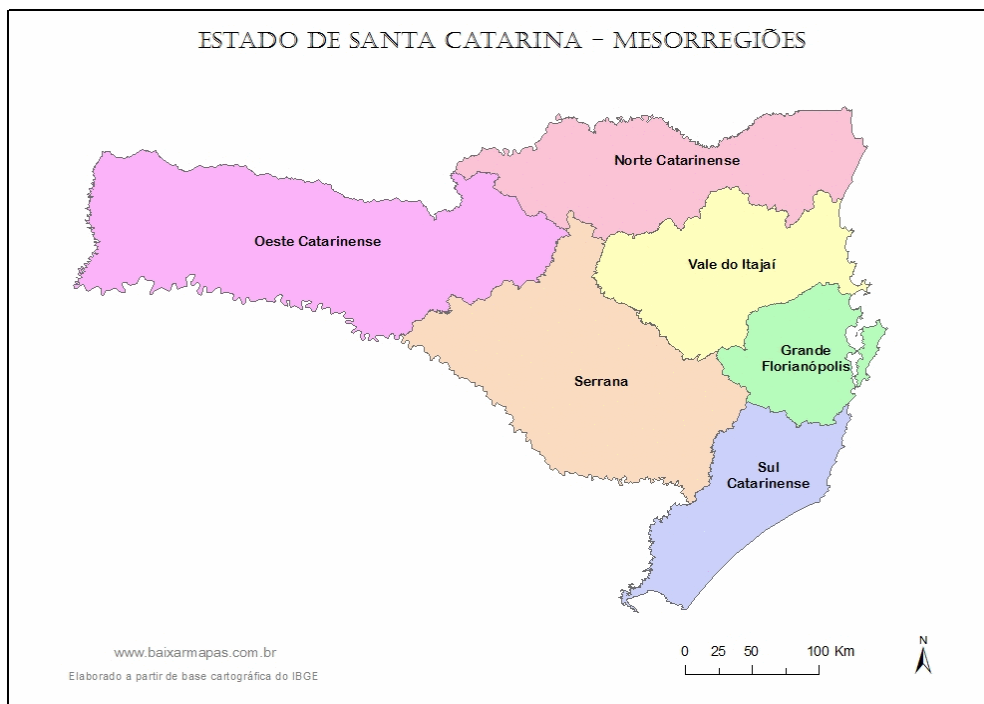 ESTADO DE SANTA CATARINA - MESORREGIÕES
Norte Catarinense
Oeste Catarinense
Vale do Itajaí
Grande
Florianópolis
Serrana
Sul
Catarinense
www.baixarmapas.com.br
Elaborado a partir de base cartográfica do IBGE
0 25 50 100 Km
N